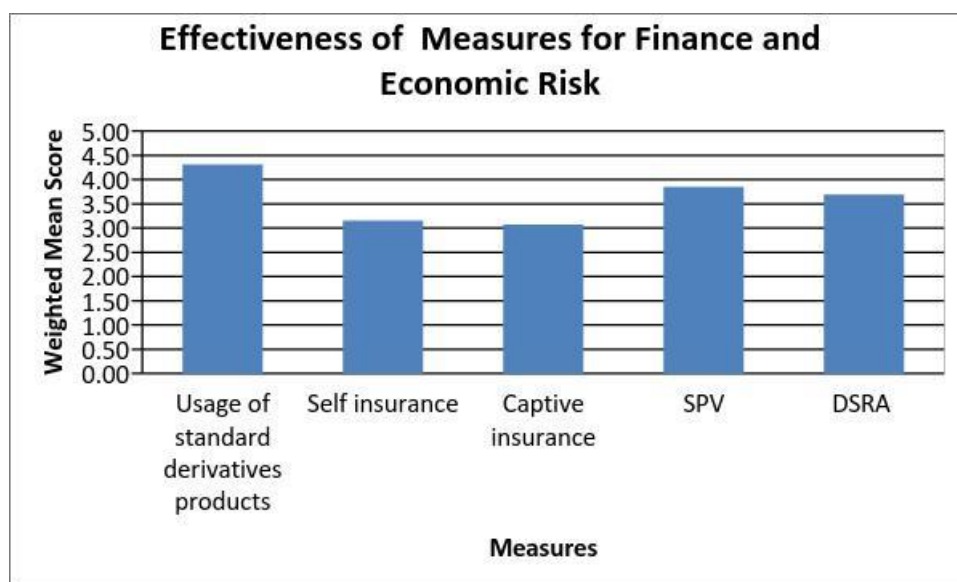 Effectiveness of Measures for Finance and
Economic Risk
Weighted Mean Score
5.00
4.50
4.00
3.50
3.00
2.50
2.00
1.50
1.00
0.50
0.00
Usage of
standard
derivatives
products
Self insurance
Captive
insurance
SPV
DSRA
Measures